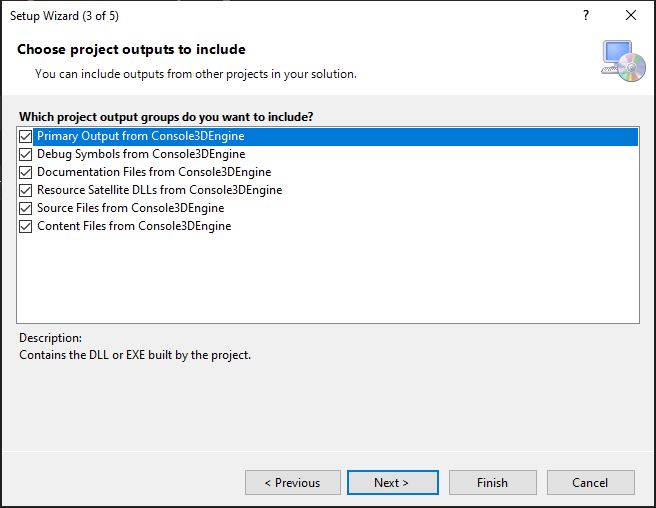 Setup Wizard (3 of 5)
?
Choose project outputs to include
You can include outputs from other projects in your solution.
Which project output groups do you want to include?
Primary Output from Console3DEngine
Debug Symbols from Console3DEngine
Documentation Files from Console3DEngine
Resource Satellite DLLs from Console3DEngine
Source Files from Console3DEngine
Content Files from Console3DEngine
Description:
Contains the DLL or EXE built by the project.
< Previous
Next >
Finish
Cancel